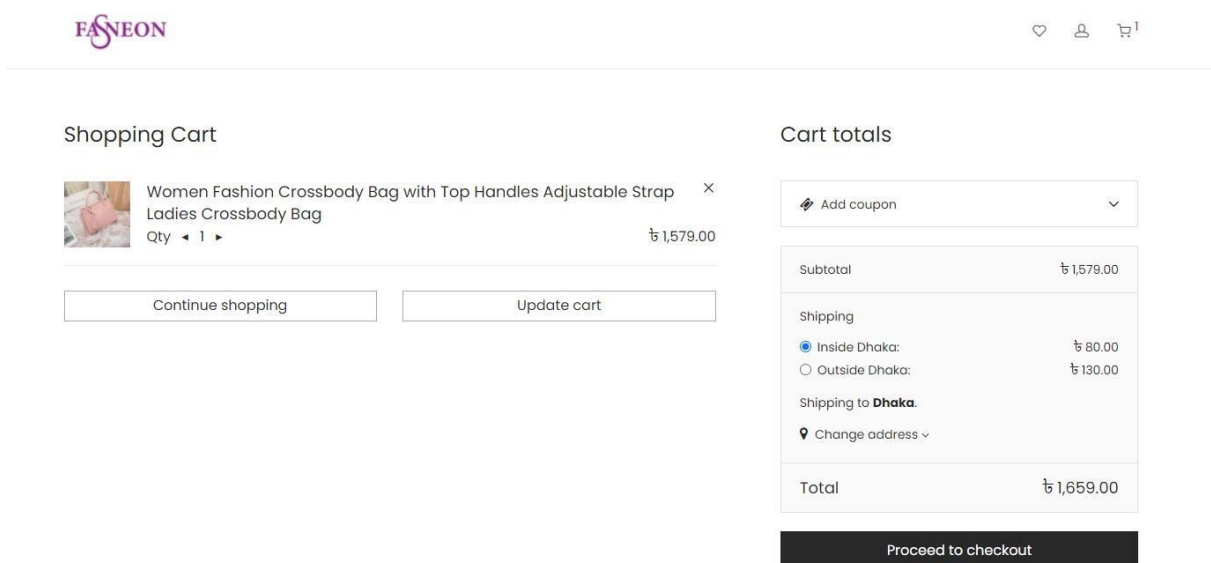 FASNEON
1
Shopping Cart
Women Fashion Crossbody Bag with Top Handles Adjustable Strap
Ladies Crossbody Bag
Qty ◂ 1 ▸
৳ 1,579.00
Continue shopping
Update cart
Cart totals
Add coupon
Subtotal ৳ 1,579.00
Shipping
Inside Dhaka: ৳ 80.00
Outside Dhaka: ৳ 130.00
Shipping to Dhaka.
Change address
Total ৳ 1,659.00
Proceed to checkout